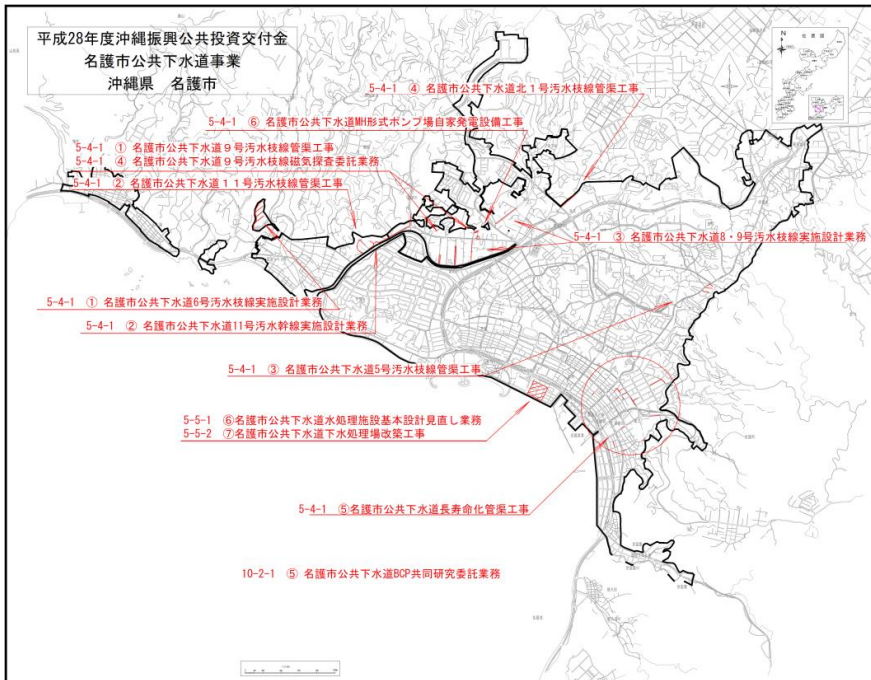 平成28年度沖縄振興公共投資交付金
名護市公共下水道事業
沖縄県　名護市
位置図
N
5-4-1　④ 名護市公共下水道北１号汚水枝線管渠工事
5-4-1　⑥ 名護市公共下水道MH形式ポンプ場自家発電設備工事
5-4-1　① 名護市公共下水道９号汚水枝線管渠工事
5-4-1　④ 名護市公共下水道９号汚水枝線磁気探査委託業務
5-4-1　② 名護市公共下水道１１号汚水枝線管渠工事
5-4-1　③ 名護市公共下水道8・9号汚水枝線実施設計業務
5-4-1　① 名護市公共下水道6号汚水枝線実施設計業務
5-4-1　② 名護市公共下水道11号汚水幹線実施設計業務
5-4-1　③ 名護市公共下水道5号汚水枝線管渠工事
5-5-1　⑥名護市公共下水道水処理施設基本設計見直し業務
5-5-2　⑦名護市公共下水道下水処理場改築工事
5-4-1　⑤名護市公共下水道長寿命化管渠工事
10-2-1　⑤ 名護市公共下水道BCP共同研究委託業務